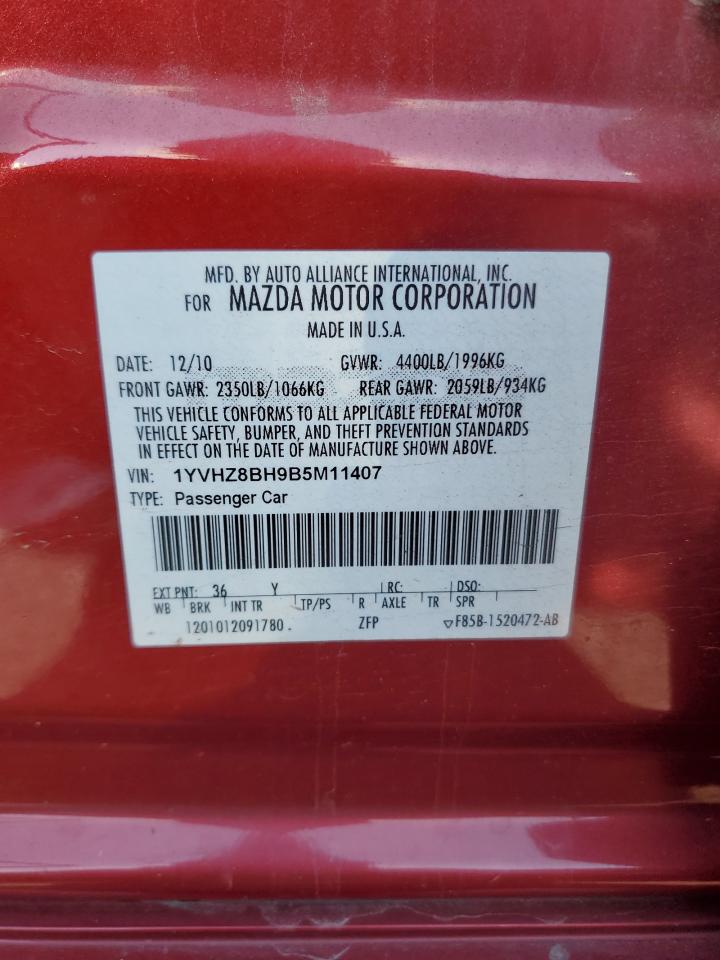 MFD. BY AUTO ALLIANCE INTERNATIONAL, INC.
FOR MAZDA MOTOR CORPORATION
MADE IN U.S.A.
DATE: 12/10 GVWR: 4400LB/1996KG
FRONT GAWR: 2350LB/1066KG REAR GAWR: 2059LB/934KG
THIS VEHICLE CONFORMS TO ALL APPLICABLE FEDERAL MOTOR
VEHICLE SAFETY, BUMPER, AND THEFT PREVENTION STANDARDS
IN EFFECT ON THE DATE OF MANUFACTURE SHOWN ABOVE.
VIN: 1YVHZ8BH9B5M11407
TYPE: Passenger Car
EXT PNT: 36 Y RC: DSO:
WB BRK INT TR TP/PS R AXLE TR SPR
1201012091780. ZFP ▽F85B-1520472-AB